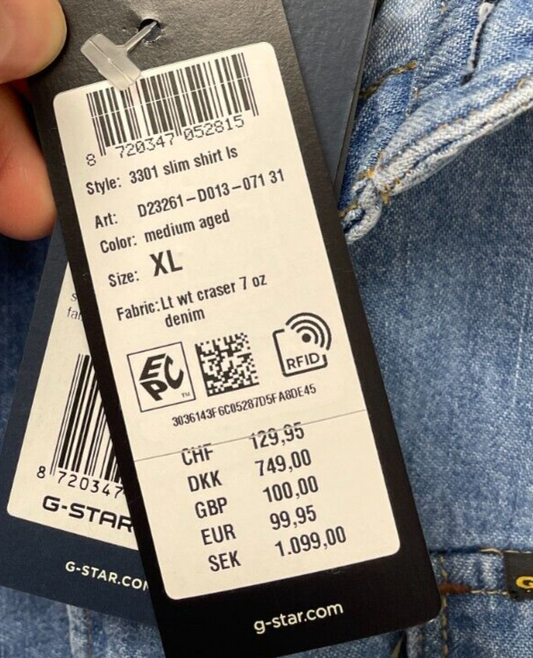 8 720347 052815
Style: 3301 slim shirt ls
Art: D23261-D013-071 31
Color: medium aged
Size: XL
Fabric: Lt wt craser 7 oz
denim
EPC TM
RFID
3036143F6C05287D5FA8DE45
CHF 129,95
DKK 749,00
GBP 100,00
EUR 99,95
SEK 1.099,00
g-star.com
8 720347
G-STAR
G-STAR.CO